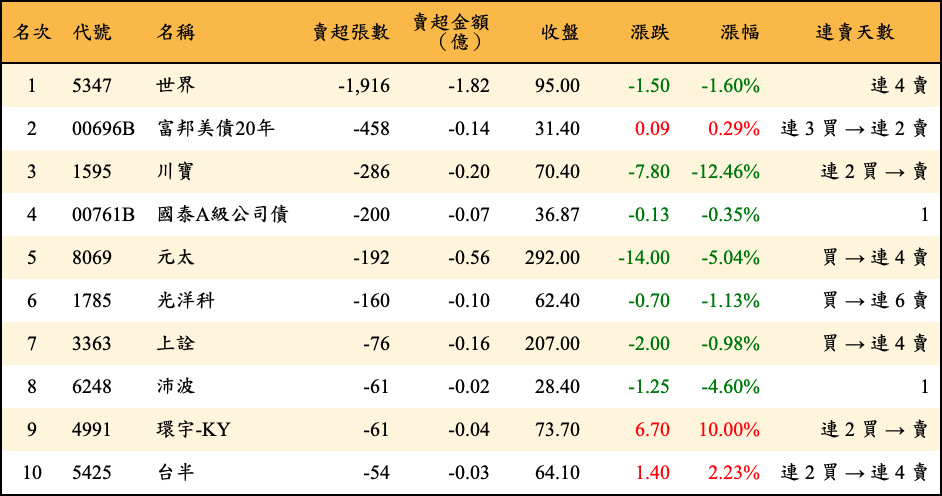 名次 代號 名稱 賣超張數 賣超金額（億） 收盤 漲跌 漲幅 連賣天數
1 5347 世界 -1,916 -1.82 95.00 -1.50 -1.60% 連 4 賣
2 00696B 富邦美債20年 -458 -0.14 31.40 0.09 0.29% 連 3 買 → 連 2 賣
3 1595 川寶 -286 -0.20 70.40 -7.80 -12.46% 連 2 買 → 賣
4 00761B 國泰A級公司債 -200 -0.07 36.87 -0.13 -0.35% 1
5 8069 元太 -192 -0.56 292.00 -14.00 -5.04% 買 → 連 4 賣
6 1785 光洋科 -160 -0.10 62.40 -0.70 -1.13% 買 → 連 6 賣
7 3363 上詮 -76 -0.16 207.00 -2.00 -0.98% 買 → 連 4 賣
8 6248 沛波 -61 -0.02 28.40 -1.25 -4.60% 1
9 4991 環宇-KY -61 -0.04 73.70 6.70 10.00% 連 2 買 → 賣
10 5425 台半 -54 -0.03 64.10 1.40 2.23% 連 2 買 → 連 4 賣